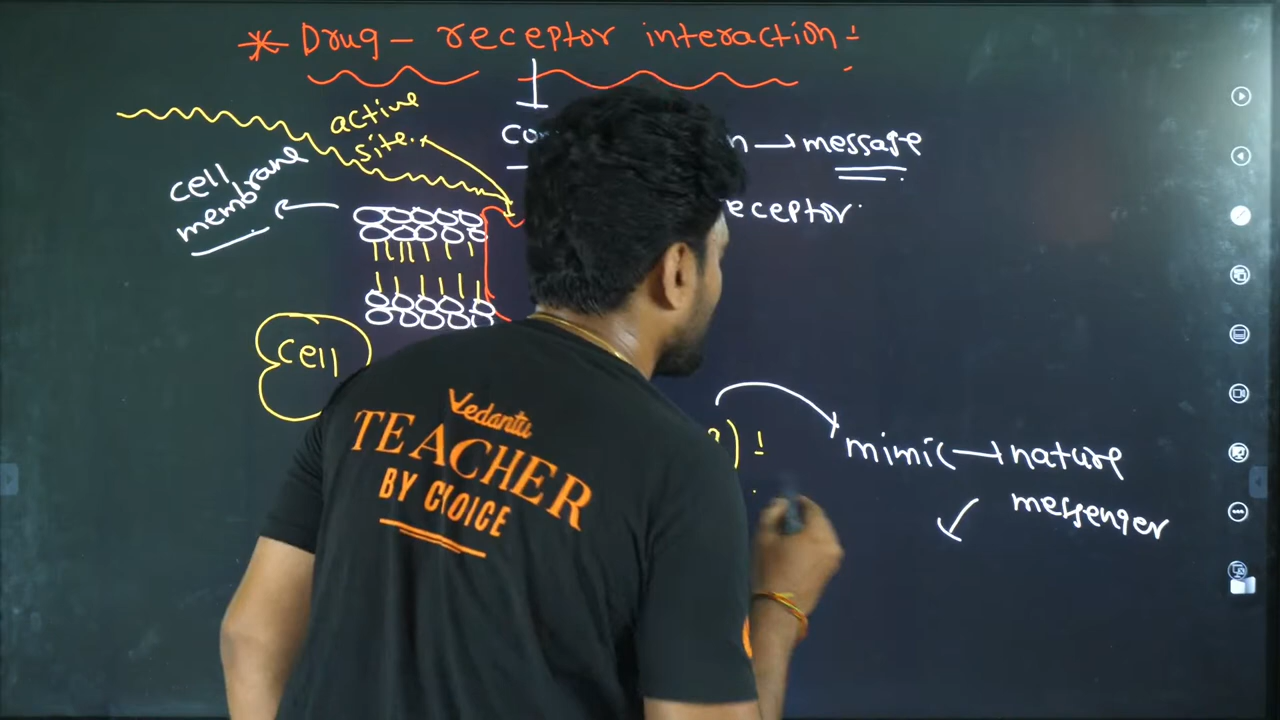 * Drug - receptor interaction :
active
site.
→ message
cell
membrane
receptor.
cell
mimic → nature
messenger
Vedantu
TEACHER
BY CHOICE